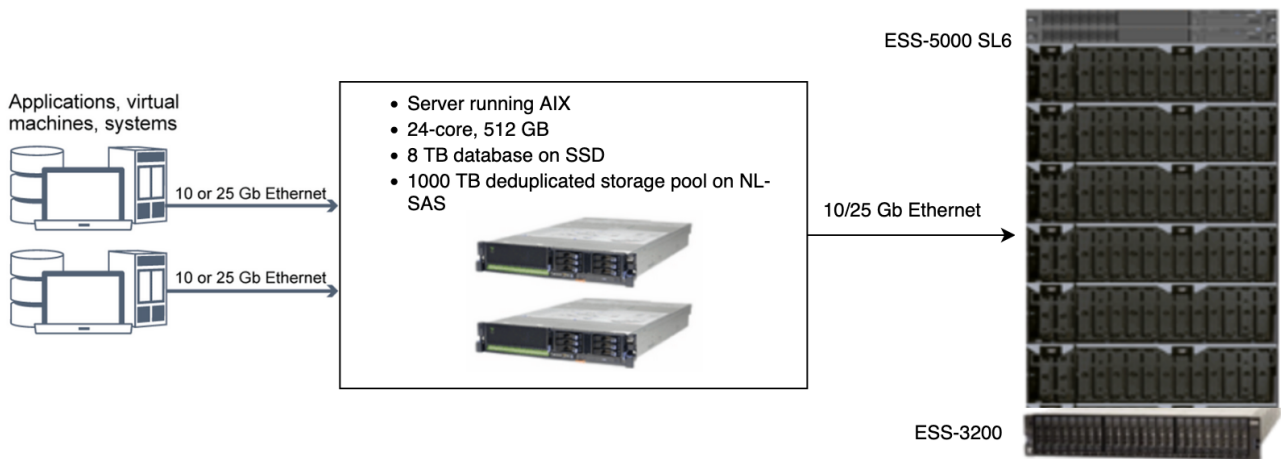 ESS-5000 SL6
Applications, virtual
machines, systems
10 or 25 Gb Ethernet
10 or 25 Gb Ethernet
• Server running AIX
• 24-core, 512 GB
• 8 TB database on SSD
• 1000 TB deduplicated storage pool on NL-
SAS
10/25 Gb Ethernet
ESS-3200